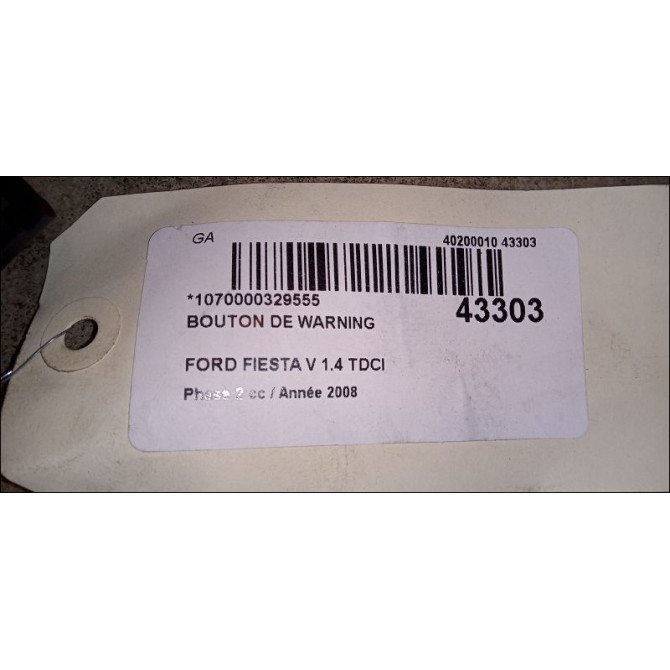 GA
40200010 43303
*1070000329555
43303
BOUTON DE WARNING
FORD FIESTA V 1.4 TDCI
Phase 2 cc / Année 2008